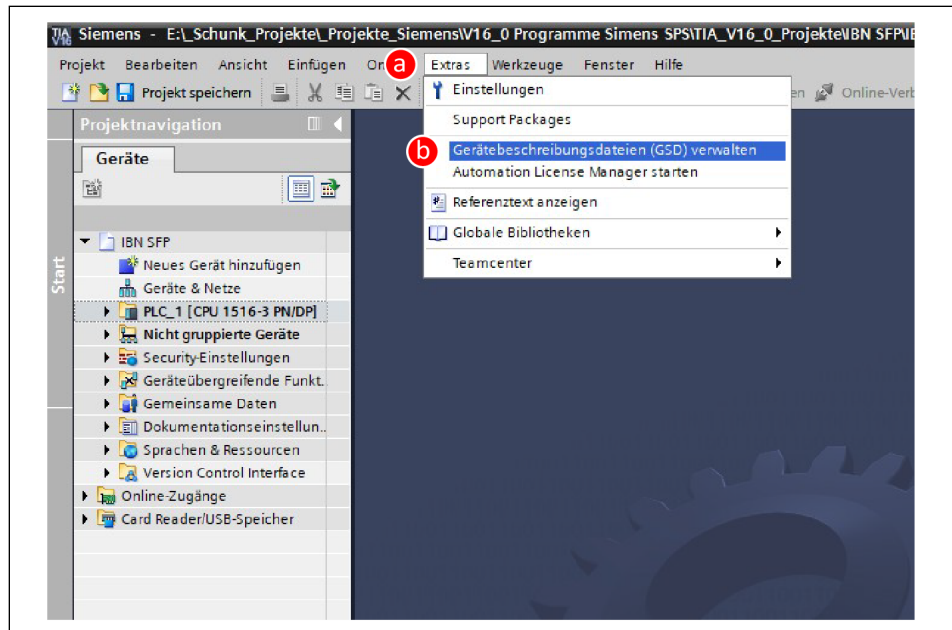 TIA V16 Siemens - E:\_Schunk_Projekte\_Projekte_Siemens\V16_0 Programme Simens SPS\TIA_V16_0_Projekte\IBN SFP\
Projekt Bearbeiten Ansicht Einfügen a Extras Werkzeuge Fenster Hilfe
Projekt speichern
Einstellungen
Support Packages
b Gerätebeschreibungsdateien (GSD) verwalten
Automation License Manager starten
Referenztext anzeigen
Globale Bibliotheken
Teamcenter
Projektnavigation
Geräte
Start
IBN SFP
Neues Gerät hinzufügen
Geräte & Netze
PLC_1 [CPU 1516-3 PN/DP]
Nicht gruppierte Geräte
Security-Einstellungen
Geräteübergreifende Funkt..
Gemeinsame Daten
Dokumentationseinstellun..
Sprachen & Ressourcen
Version Control Interface
Online-Zugänge
Card Reader/USB-Speicher